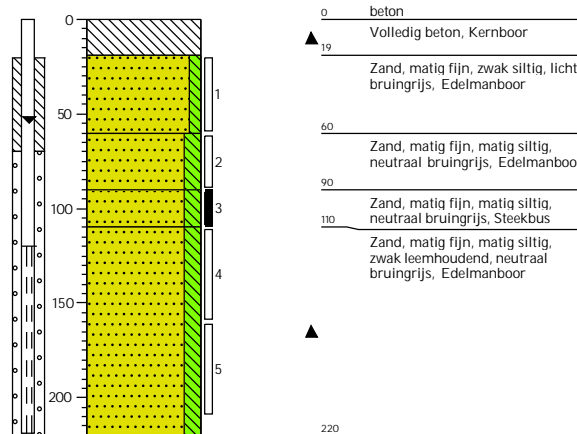 0
50
100
150
200
1
2
3
4
5
0
beton
Volledig beton, Kernboor
19
Zand, matig fijn, zwak siltig, licht
bruingrijs, Edelmanboor
60
Zand, matig fijn, matig siltig,
neutraal bruingrijs, Edelmanboo
90
Zand, matig fijn, matig siltig,
neutraal bruingrijs, Steekbus
110
Zand, matig fijn, matig siltig,
zwak leemhoudend, neutraal
bruingrijs, Edelmanboor
220